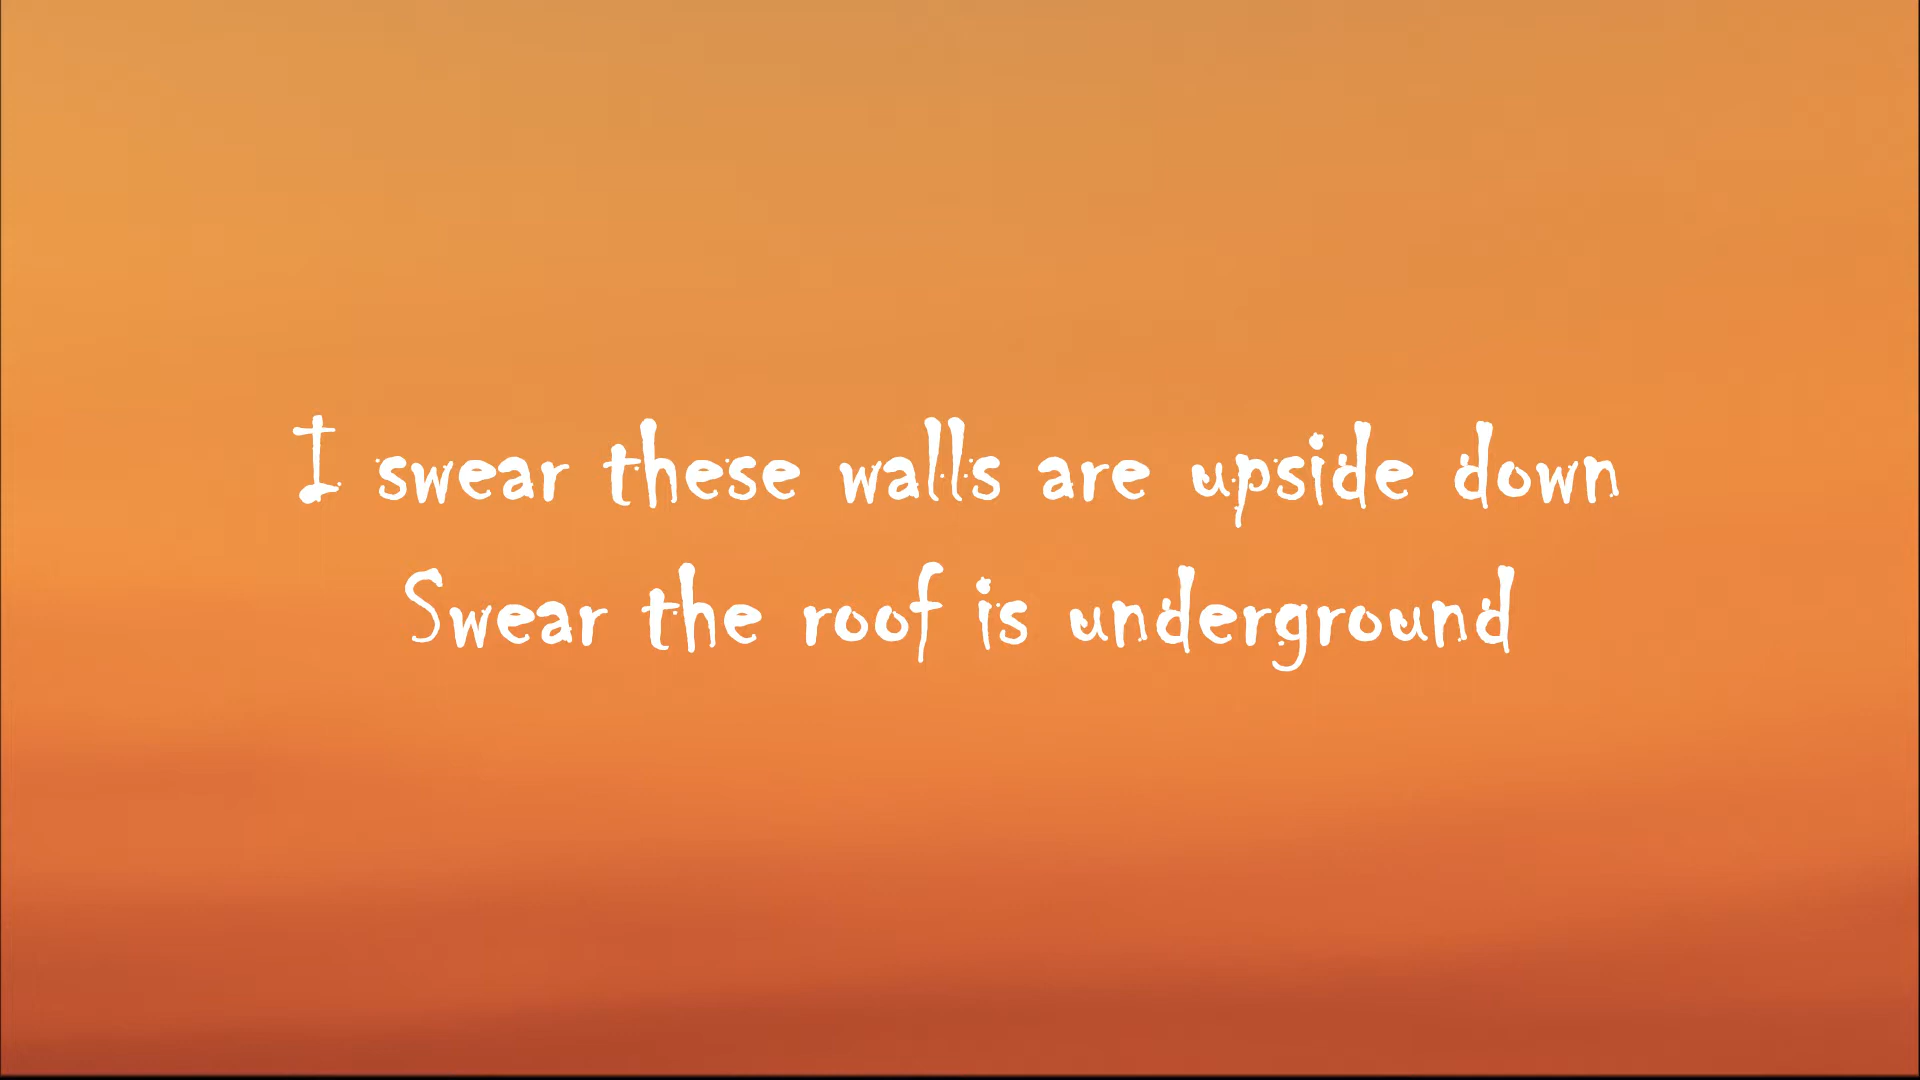 I swear these walls are upside down
Swear the roof is underground